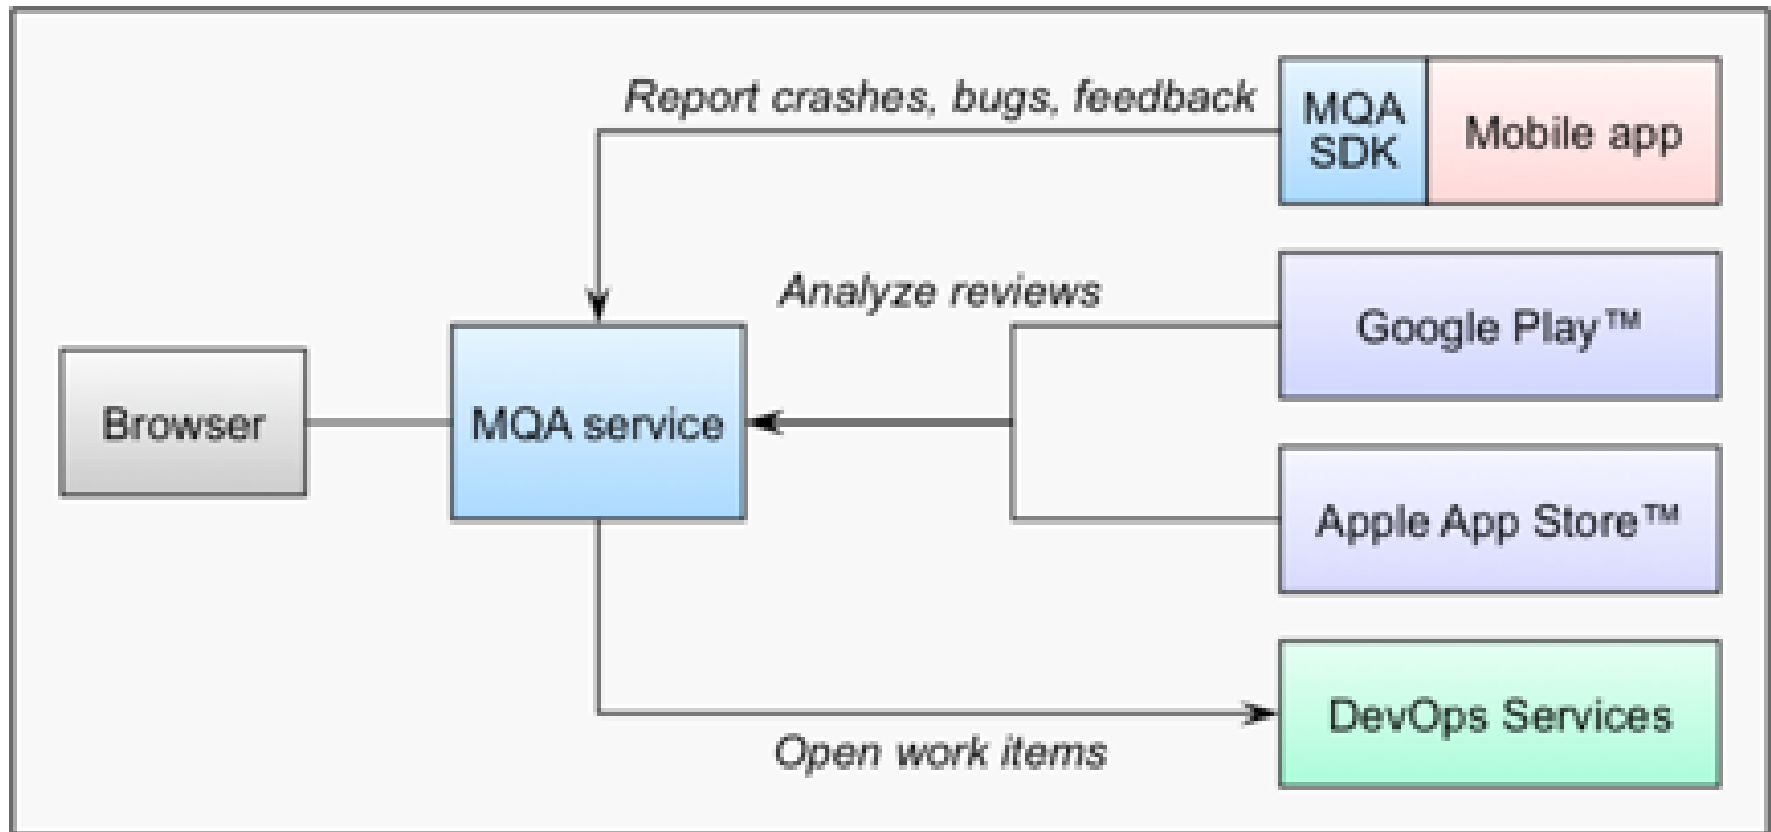 Report crashes, bugs, feedback
MQA
SDK
Mobile app
Analyze reviews
Google Play™
Browser
MQA service
Apple App Store™
DevOps Services
Open work items